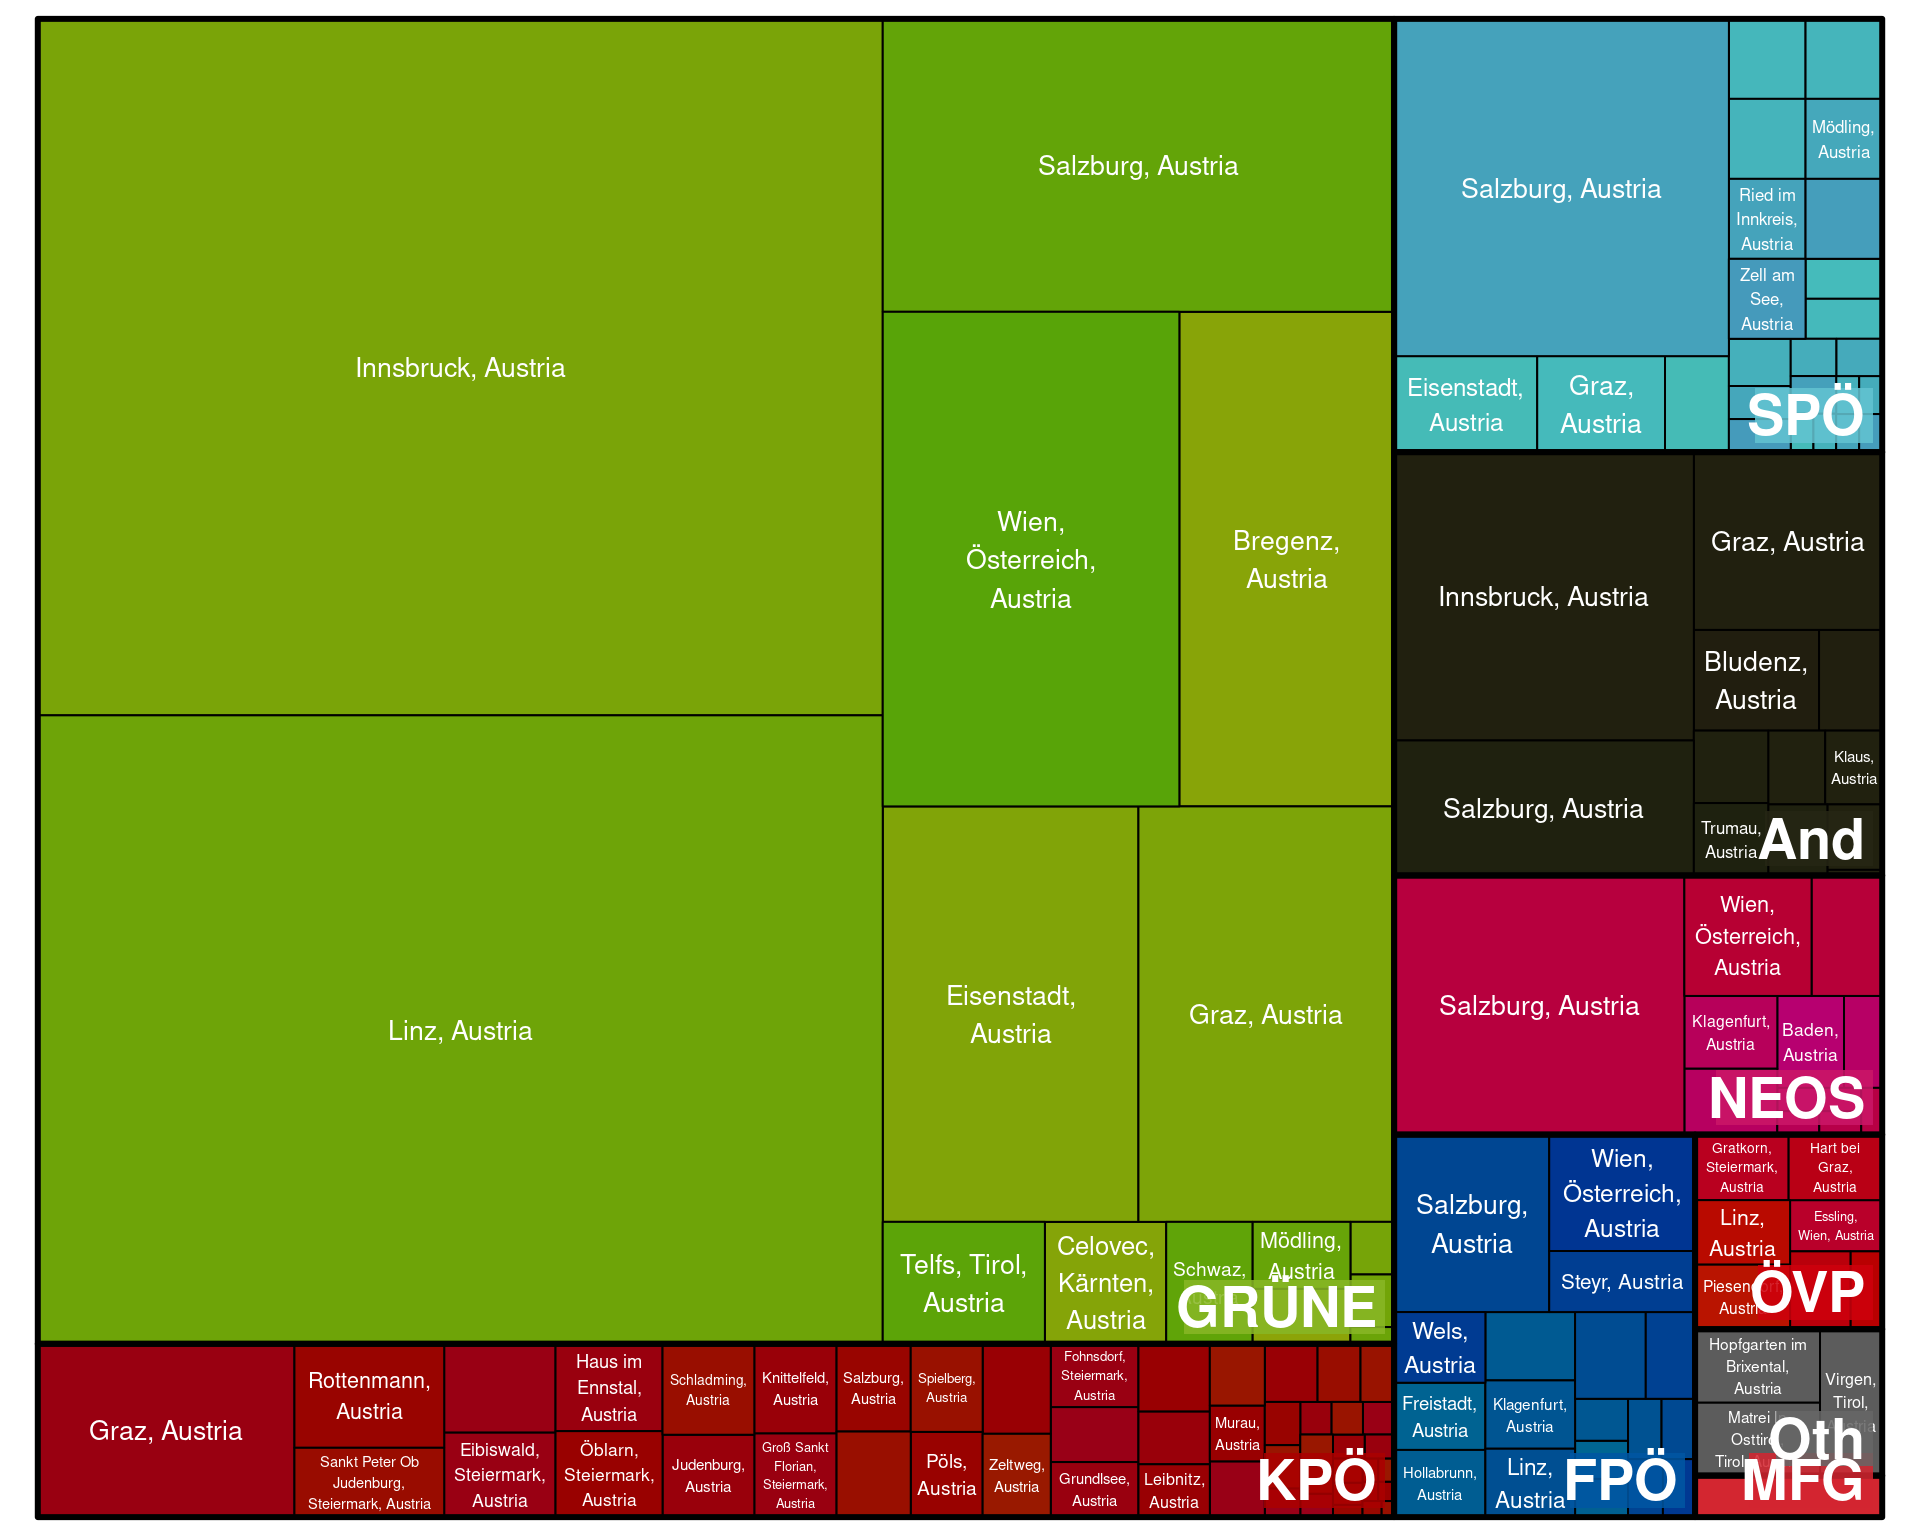 Innsbruck, Austria
Linz, Austria
Salzburg, Austria
Wien,
Österreich,
Austria
Bregenz,
Austria
Eisenstadt,
Austria
Graz, Austria
Telfs, Tirol,
Austria
Celovec,
Kärnten,
Austria
Schwaz,
Mödling,
Austria
GRÜNE
Graz, Austria
Rottenmann,
Austria
Sankt Peter Ob
Judenburg,
Steiermark, Austria
Eibiswald,
Steiermark,
Austria
Haus im
Ennstal,
Austria
Öblarn,
Steiermark,
Austria
Schladming,
Austria
Judenburg,
Austria
Knittelfeld,
Austria
Groß Sankt
Florian,
Steiermark,
Austria
Salzburg,
Austria
Spielberg,
Austria
Pöls,
Austria
Zeltweg,
Austria
Fohnsdorf,
Steiermark,
Austria
Grundlsee,
Austria
Leibnitz,
Austria
Murau,
Austria
KPÖ
Salzburg, Austria
Eisenstadt,
Austria
Graz,
Austria
Mödling,
Austria
Ried im
Innkreis,
Austria
Zell am
See,
Austria
SPÖ
Innsbruck, Austria
Salzburg, Austria
Graz, Austria
Bludenz,
Austria
Klaus,
Austria
Trumau,
Austria
And
Salzburg, Austria
Wien,
Österreich,
Austria
Klagenfurt,
Austria
Baden,
Austria
NEOS
Salzburg,
Austria
Wien,
Österreich,
Austria
Steyr, Austria
Wels,
Austria
Freistadt,
Austria
Hollabrunn,
Austria
Klagenfurt,
Austria
Linz,
Austria
FPÖ
Gratkorn,
Steiermark,
Austria
Hart bei
Graz,
Austria
Linz,
Austria
Essling,
Wien, Austria
ÖVP
Hopfgarten im
Brixental,
Austria
Virgen,
Tirol,
Matrei
Osttirol
Oth
MFG